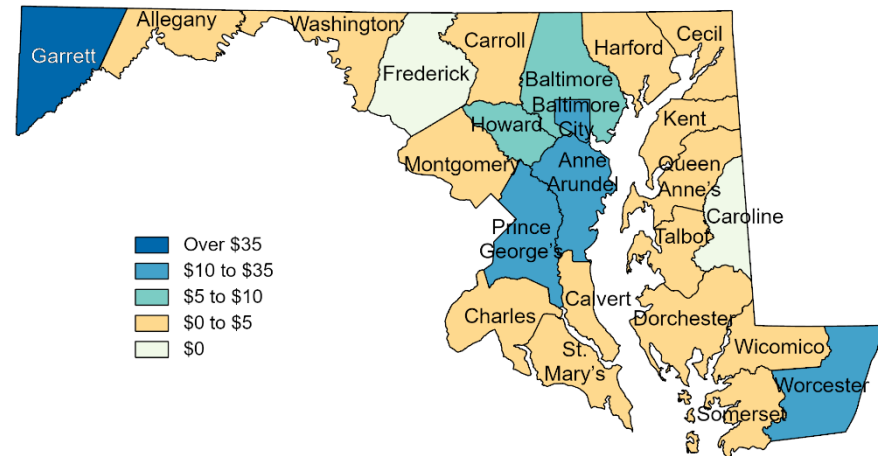 Garrett
Allegany
Washington
Frederick
Carroll
Baltimore
Harford
Cecil
Baltimore
City
Howard
Kent
Montgomery
Anne
Arundel
Queen
Anne's
Caroline
Prince
George's
Talbot
Calvert
Charles
Dorchester
St.
Mary's
Wicomico
Worcester
Somerset
Over $35
$10 to $35
$5 to $10
$0 to $5
$0